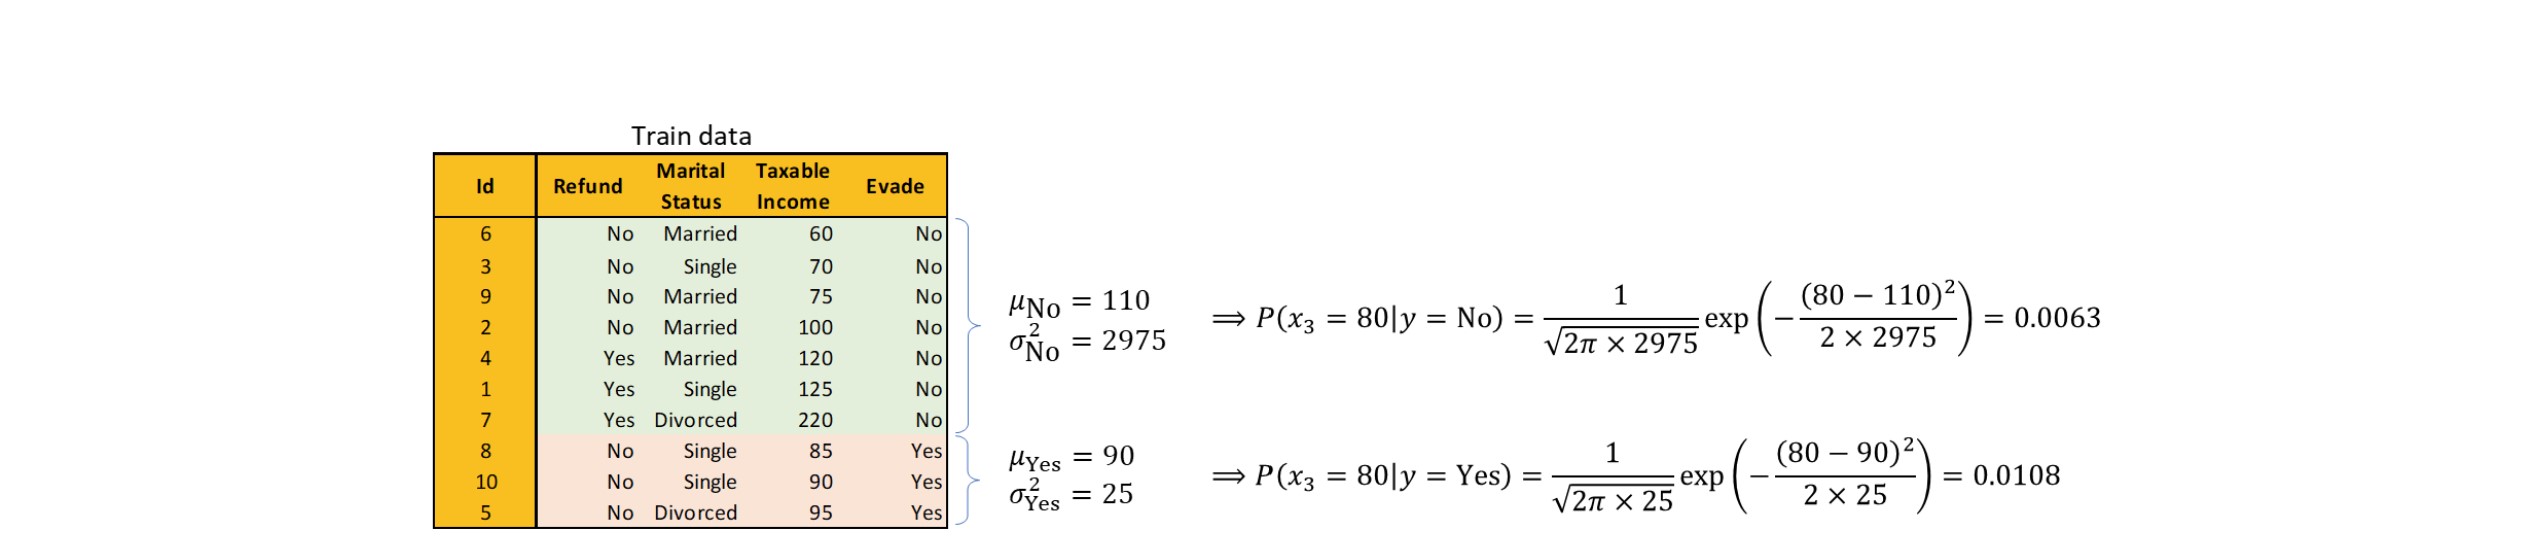 Train data
Id Refund Marital Status Taxable Income Evade
6 No Married 60 No
3 No Single 70 No
9 No Married 75 No
2 No Married 100 No
4 Yes Married 120 No
1 Yes Single 125 No
7 Yes Divorced 220 No
8 No Single 85 Yes
10 No Single 90 Yes
5 No Divorced 95 Yes
μ_No = 110
σ²_No = 2975
⟹ P(x₃ = 80|y = No) = 1/√(2π × 2975) exp(−(80 − 110)²/(2 × 2975)) = 0.0063
μ_Yes = 90
σ²_Yes = 25
⟹ P(x₃ = 80|y = Yes) = 1/√(2π × 25) exp(−(80 − 90)²/(2 × 25)) = 0.0108